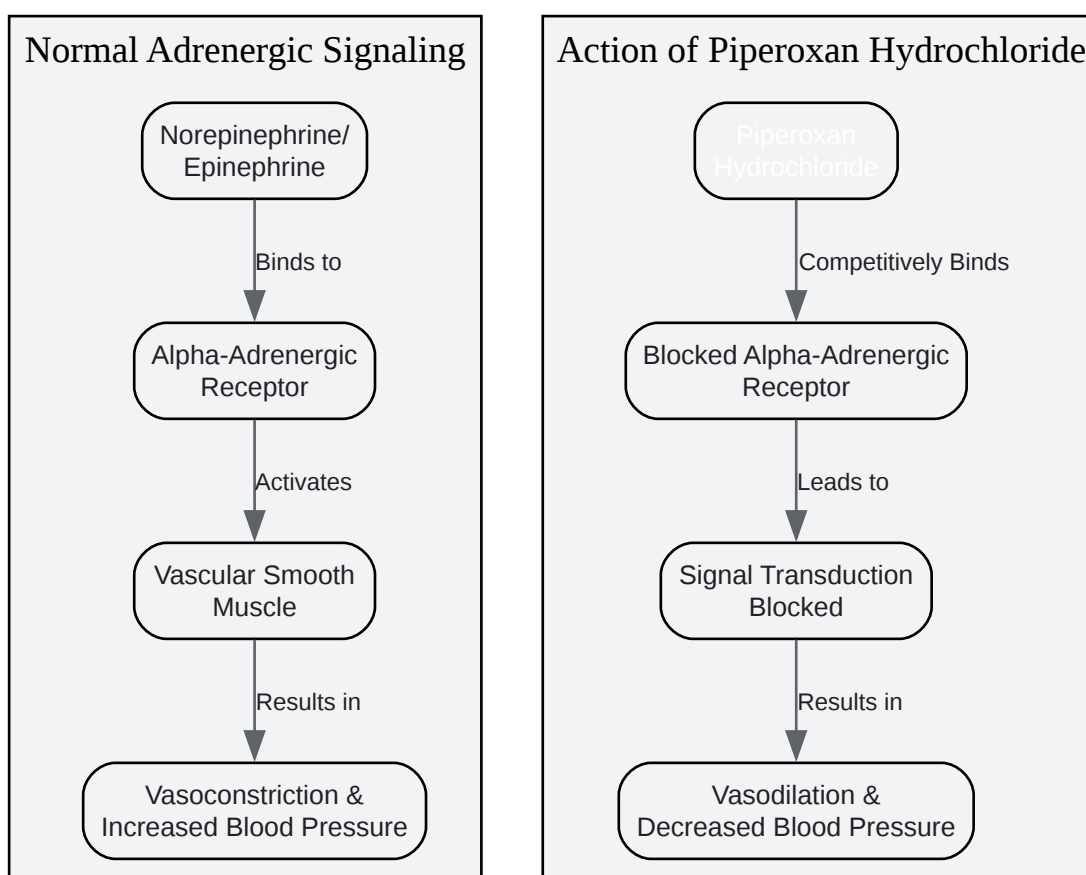 Normal Adrenergic Signaling
Norepinephrine/
Epinephrine
Binds to
Alpha-Adrenergic
Receptor
Activates
Vascular Smooth
Muscle
Results in
Vasoconstriction &
Increased Blood Pressure
Action of Piperoxan Hydrochloride
Piperoxan
Hydrochloride
Competitively Binds
Blocked Alpha-Adrenergic
Receptor
Leads to
Signal Transduction
Blocked
Results in
Vasodilation &
Decreased Blood Pressure